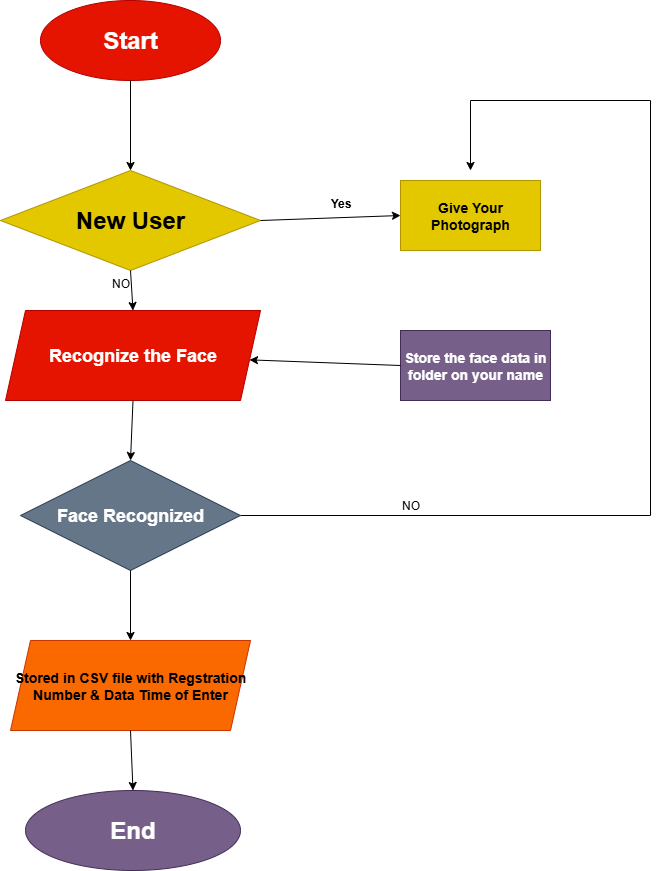 Start
New User
Yes
Give Your
Photograph
NO
Recognize the Face
Store the face data in
folder on your name
Face Recognized
NO
Stored in CSV file with Regstration
Number & Data Time of Enter
End